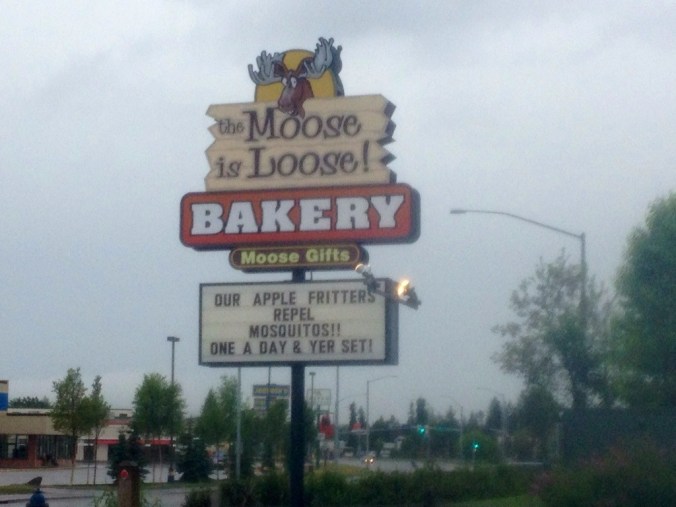 the Moose
is Loose!
BAKERY
Moose Gifts
OUR APPLE FRITTERS
REPEL
MOSQUITOS!!
ONE A DAY & YER SET!